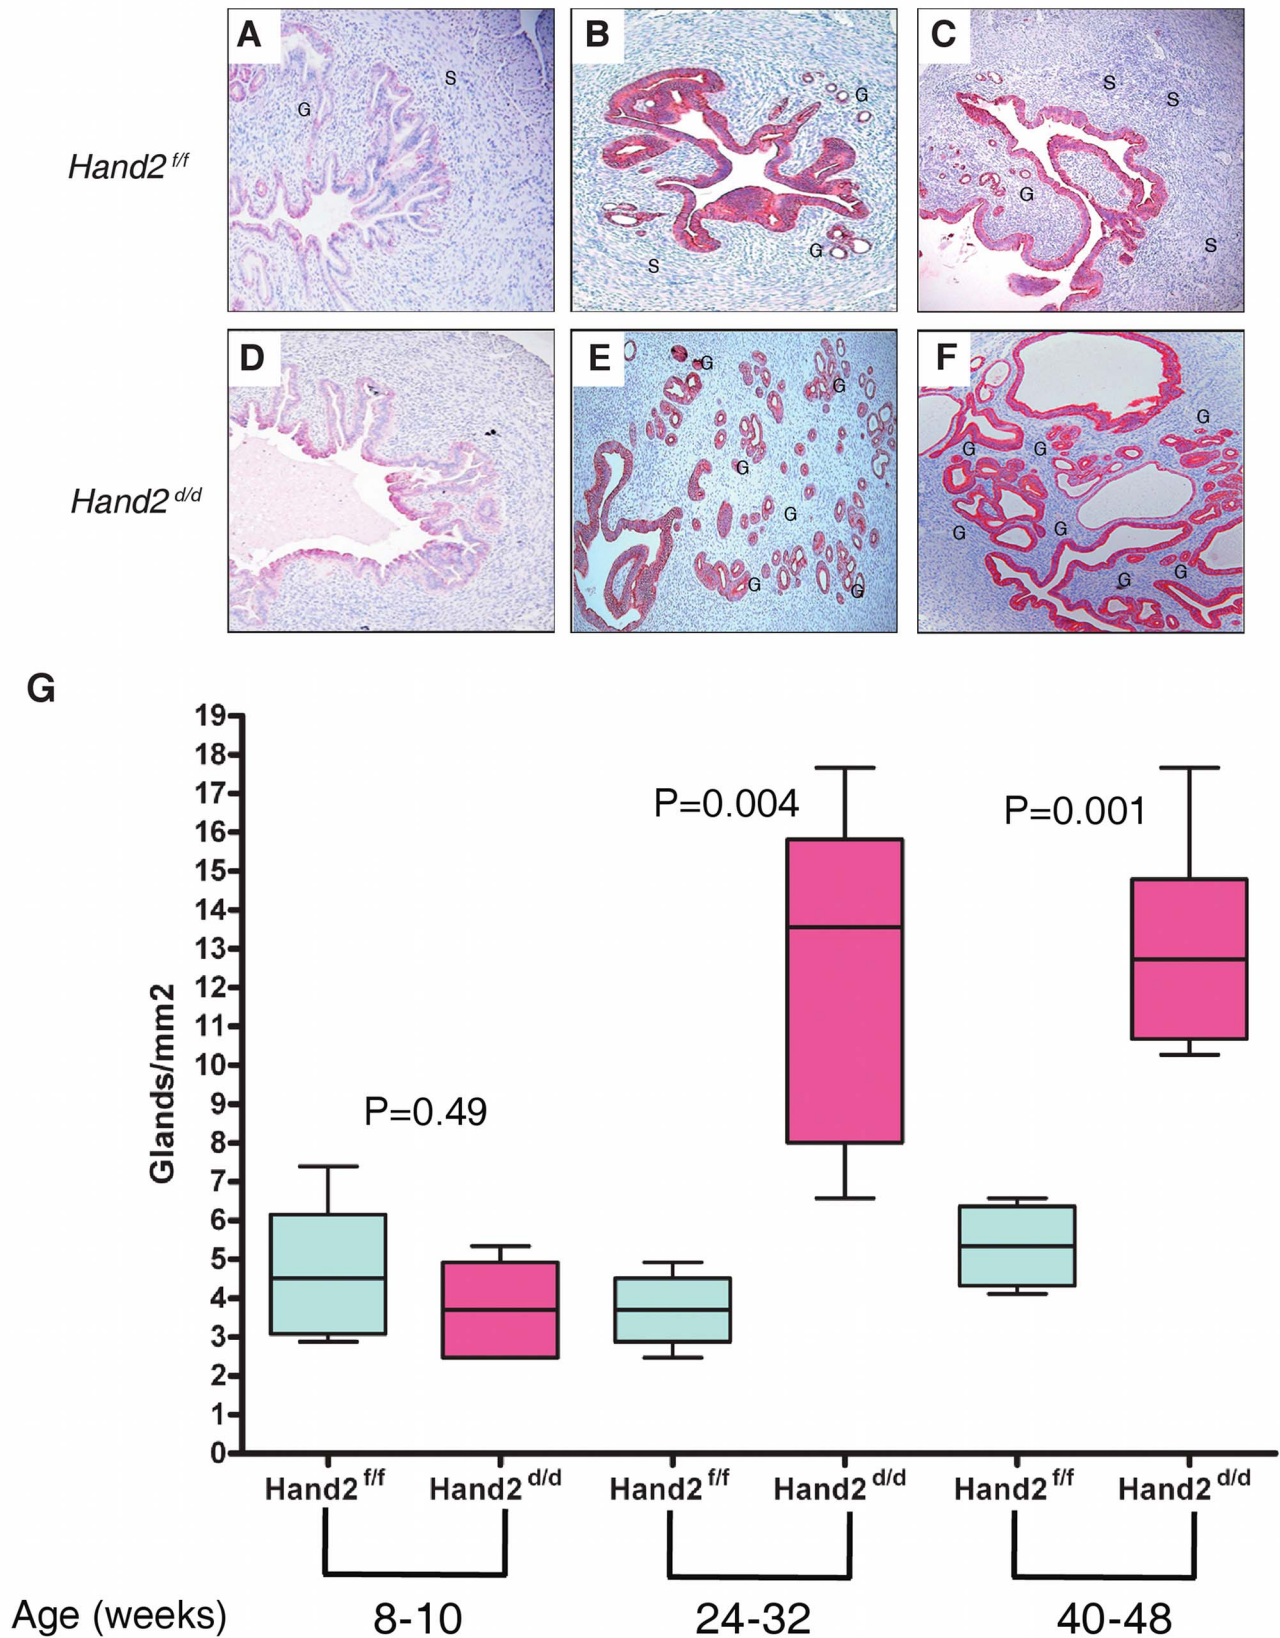 A
B
C
S
G
G
G
S
S
S
G
S
Hand2 f/f
D
E
F
G
G
G
G
G
G
G
G
G
G
G
G
G
Hand2 d/d
G
19
18
17
16
15
14
13
12
11
10
9
8
7
6
5
4
3
2
1
0
Glands/mm2
P=0.49
P=0.004
P=0.001
Hand2 f/f
Hand2 d/d
Hand2 f/f
Hand2 d/d
Hand2 f/f
Hand2 d/d
Age (weeks)
8-10
24-32
40-48